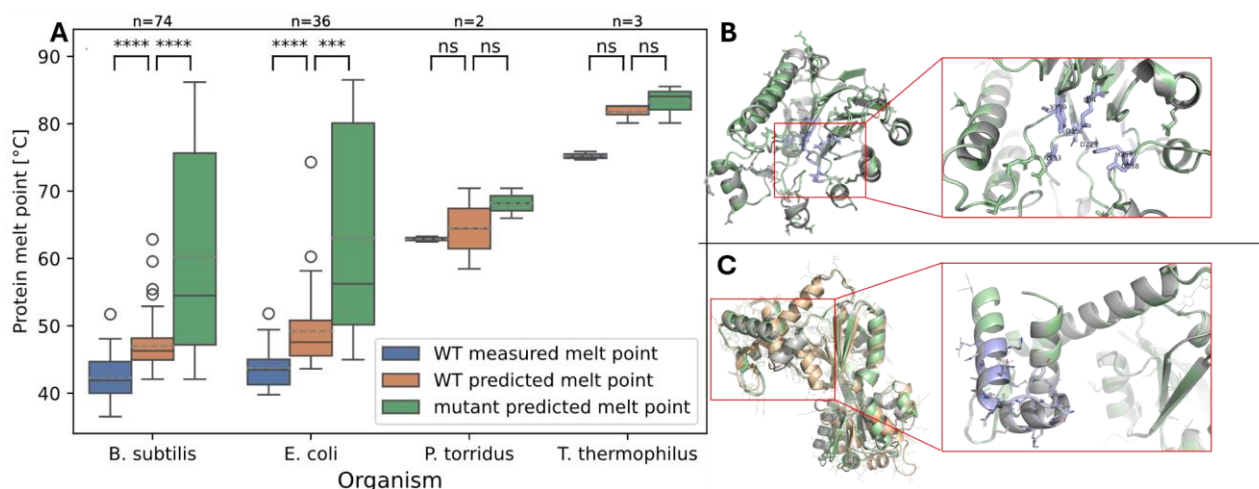 A
n=74
n=36
n=2
n=3
**** ****
**** ***
ns ns
ns ns
Protein melt point [°C]
90
80
70
60
50
40
WT measured melt point
WT predicted melt point
mutant predicted melt point
B. subtilis
E. coli
P. torridus
T. thermophilus
Organism
B
C